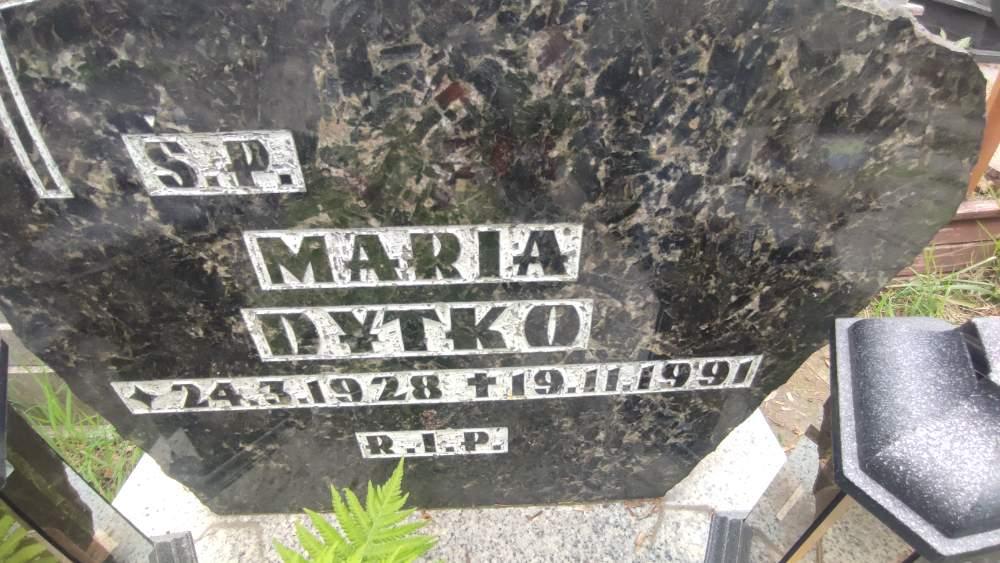 S.P.
MARIA
DYTKO
✦ 24.3.1928 ✝ 19.11.1991
R.I.P.